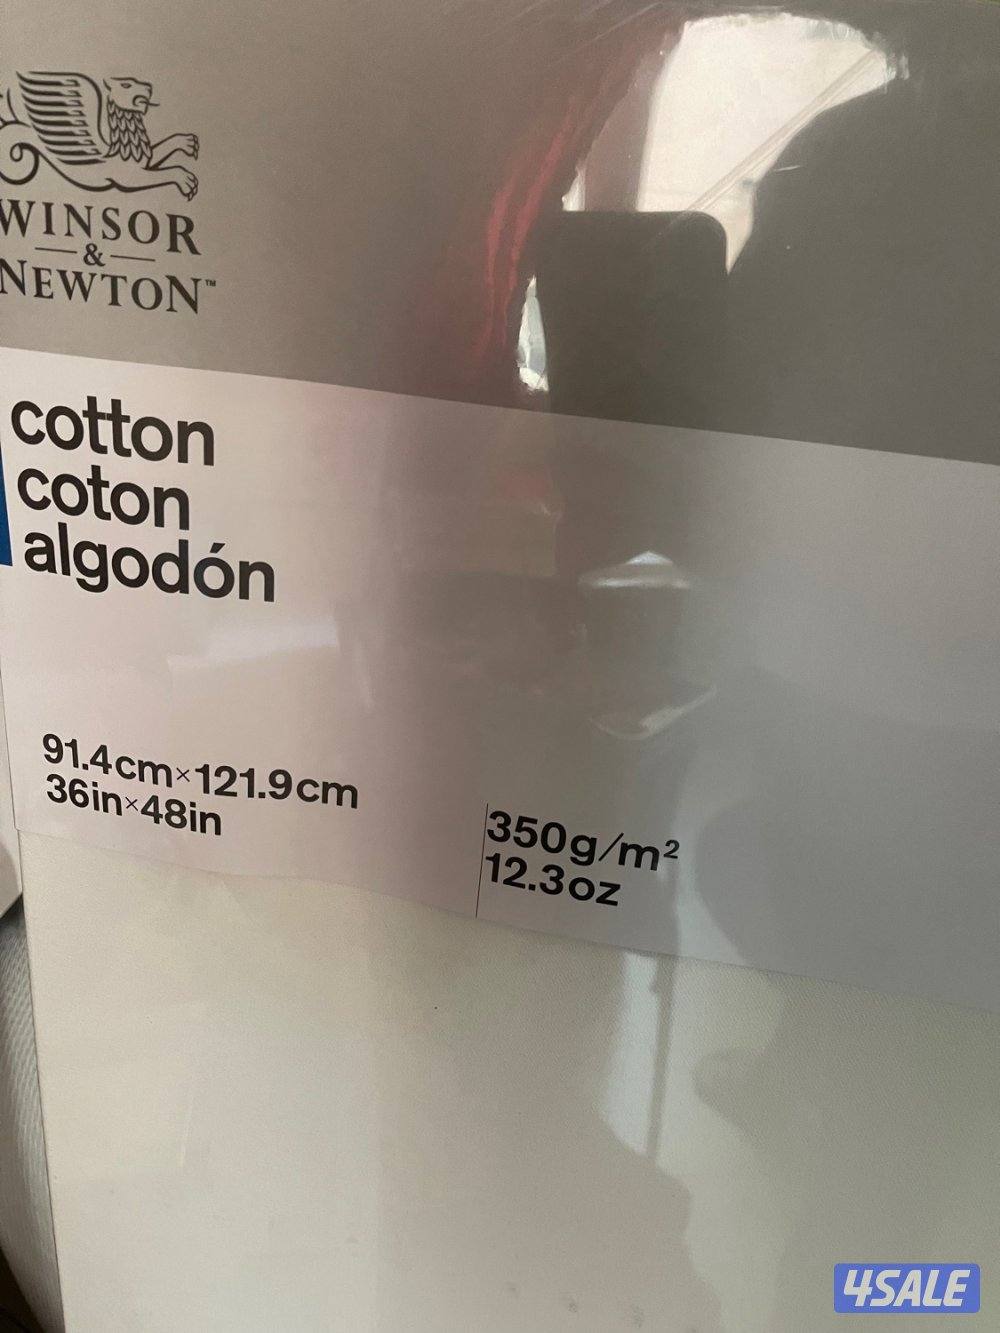 WINSOR
&
NEWTON™
cotton
coton
algodón
91.4cm×121.9cm
36in×48in
350g/m²
12.3oz
4SALE